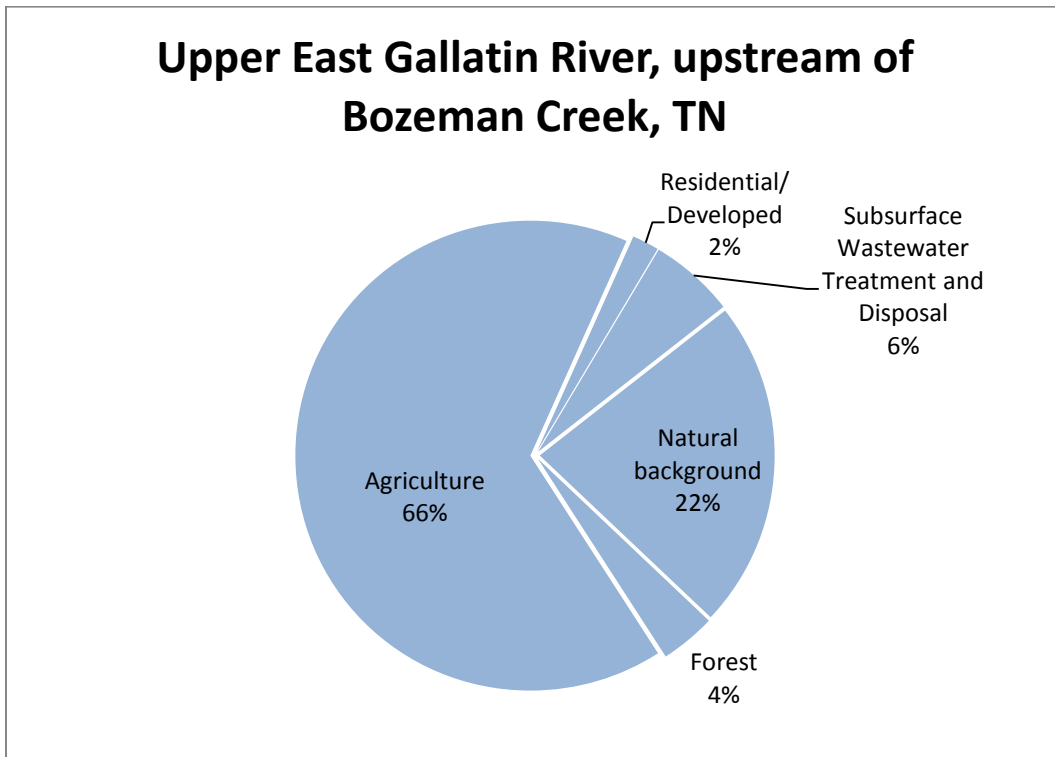 Upper East Gallatin River, upstream of
Bozeman Creek, TN
Residential/
Developed
2%
Subsurface
Wastewater
Treatment and
Disposal
6%
Natural
background
22%
Agriculture
66%
Forest
4%